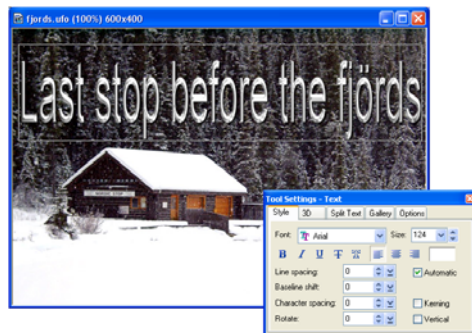 fjords.ufo (100%) 600x400
Last stop before the fjörds
Tool Settings - Text
Style 3D Split Text Gallery Options
Font: Arial Size: 124
B I U
Line spacing: 0 Automatic
Baseline shift: 0
Character spacing: 0 Kerning
Rotate: 0 Vertical